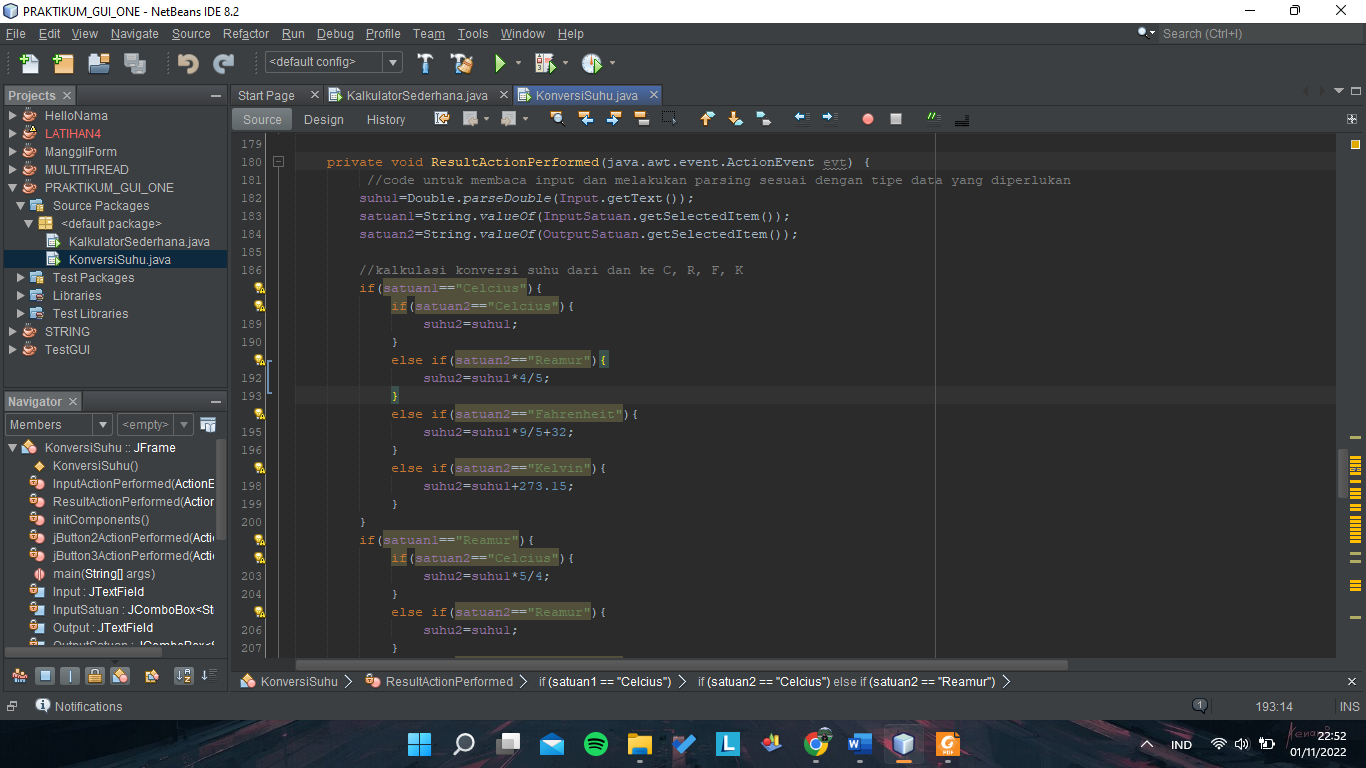 PRAKTIKUM_GUI_ONE - NetBeans IDE 8.2
File Edit View Navigate Source Refactor Run Debug Profile Team Tools Window Help
Search (Ctrl+I)
<default config>
Projects
HelloNama
LATIHAN4
ManggilForm
MULTITHREAD
PRAKTIKUM_GUI_ONE
Source Packages
<default package>
KalkulatorSederhana.java
KonversiSuhu.java
Test Packages
Libraries
Test Libraries
STRING
TestGUI
Navigator
Members
<empty>
KonversiSuhu :: JFrame
KonversiSuhu()
InputActionPerformed(ActionE
ResultActionPerformed(Action
initComponents()
jButton2ActionPerformed(Acti
jButton3ActionPerformed(Acti
main(String[] args)
Input : JTextField
InputSatuan : JComboBox<St
Output : JTextField
OutputSatuan : JComboBox<S
Start Page KalkulatorSederhana.java KonversiSuhu.java
Source Design History
179
180 private void ResultActionPerformed(java.awt.event.ActionEvent evt) {
181 //code untuk membaca input dan melakukan parsing sesuai dengan tipe data yang diperlukan
182 suhu1=Double.parseDouble(Input.getText());
183 satuan1=String.valueOf(InputSatuan.getSelectedItem());
184 satuan2=String.valueOf(OutputSatuan.getSelectedItem());
185
186 //kalkulasi konversi suhu dari dan ke C, R, F, K
if(satuan1=="Celcius"){
if(satuan2=="Celcius"){
189 suhu2=suhu1;
190 }
else if(satuan2=="Reamur"){
192 suhu2=suhu1*4/5;
193 }
else if(satuan2=="Fahrenheit"){
195 suhu2=suhu1*9/5+32;
196 }
else if(satuan2=="Kelvin"){
198 suhu2=suhu1+273.15;
199 }
200 }
if(satuan1=="Reamur"){
if(satuan2=="Celcius"){
203 suhu2=suhu1*5/4;
204 }
else if(satuan2=="Reamur"){
206 suhu2=suhu1;
207 }
KonversiSuhu ResultActionPerformed if (satuan1 == "Celcius") if (satuan2 == "Celcius") else if (satuan2 == "Reamur")
Notifications
1
193:14
INS
IND
22:52
01/11/2022